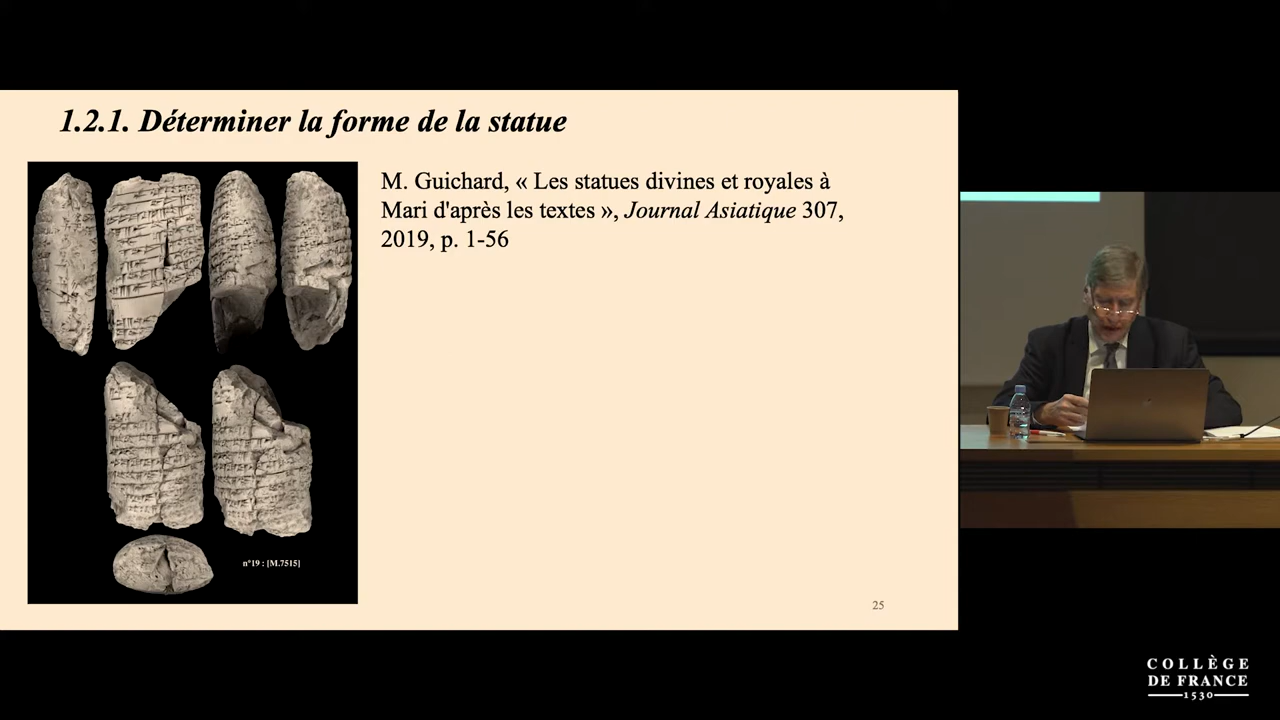 1.2.1. Déterminer la forme de la statue
M. Guichard, « Les statues divines et royales à
Mari d'après les textes », Journal Asiatique 307,
2019, p. 1-56
n°19 : [M.7515]
25
COLLÈGE
DE FRANCE
1530